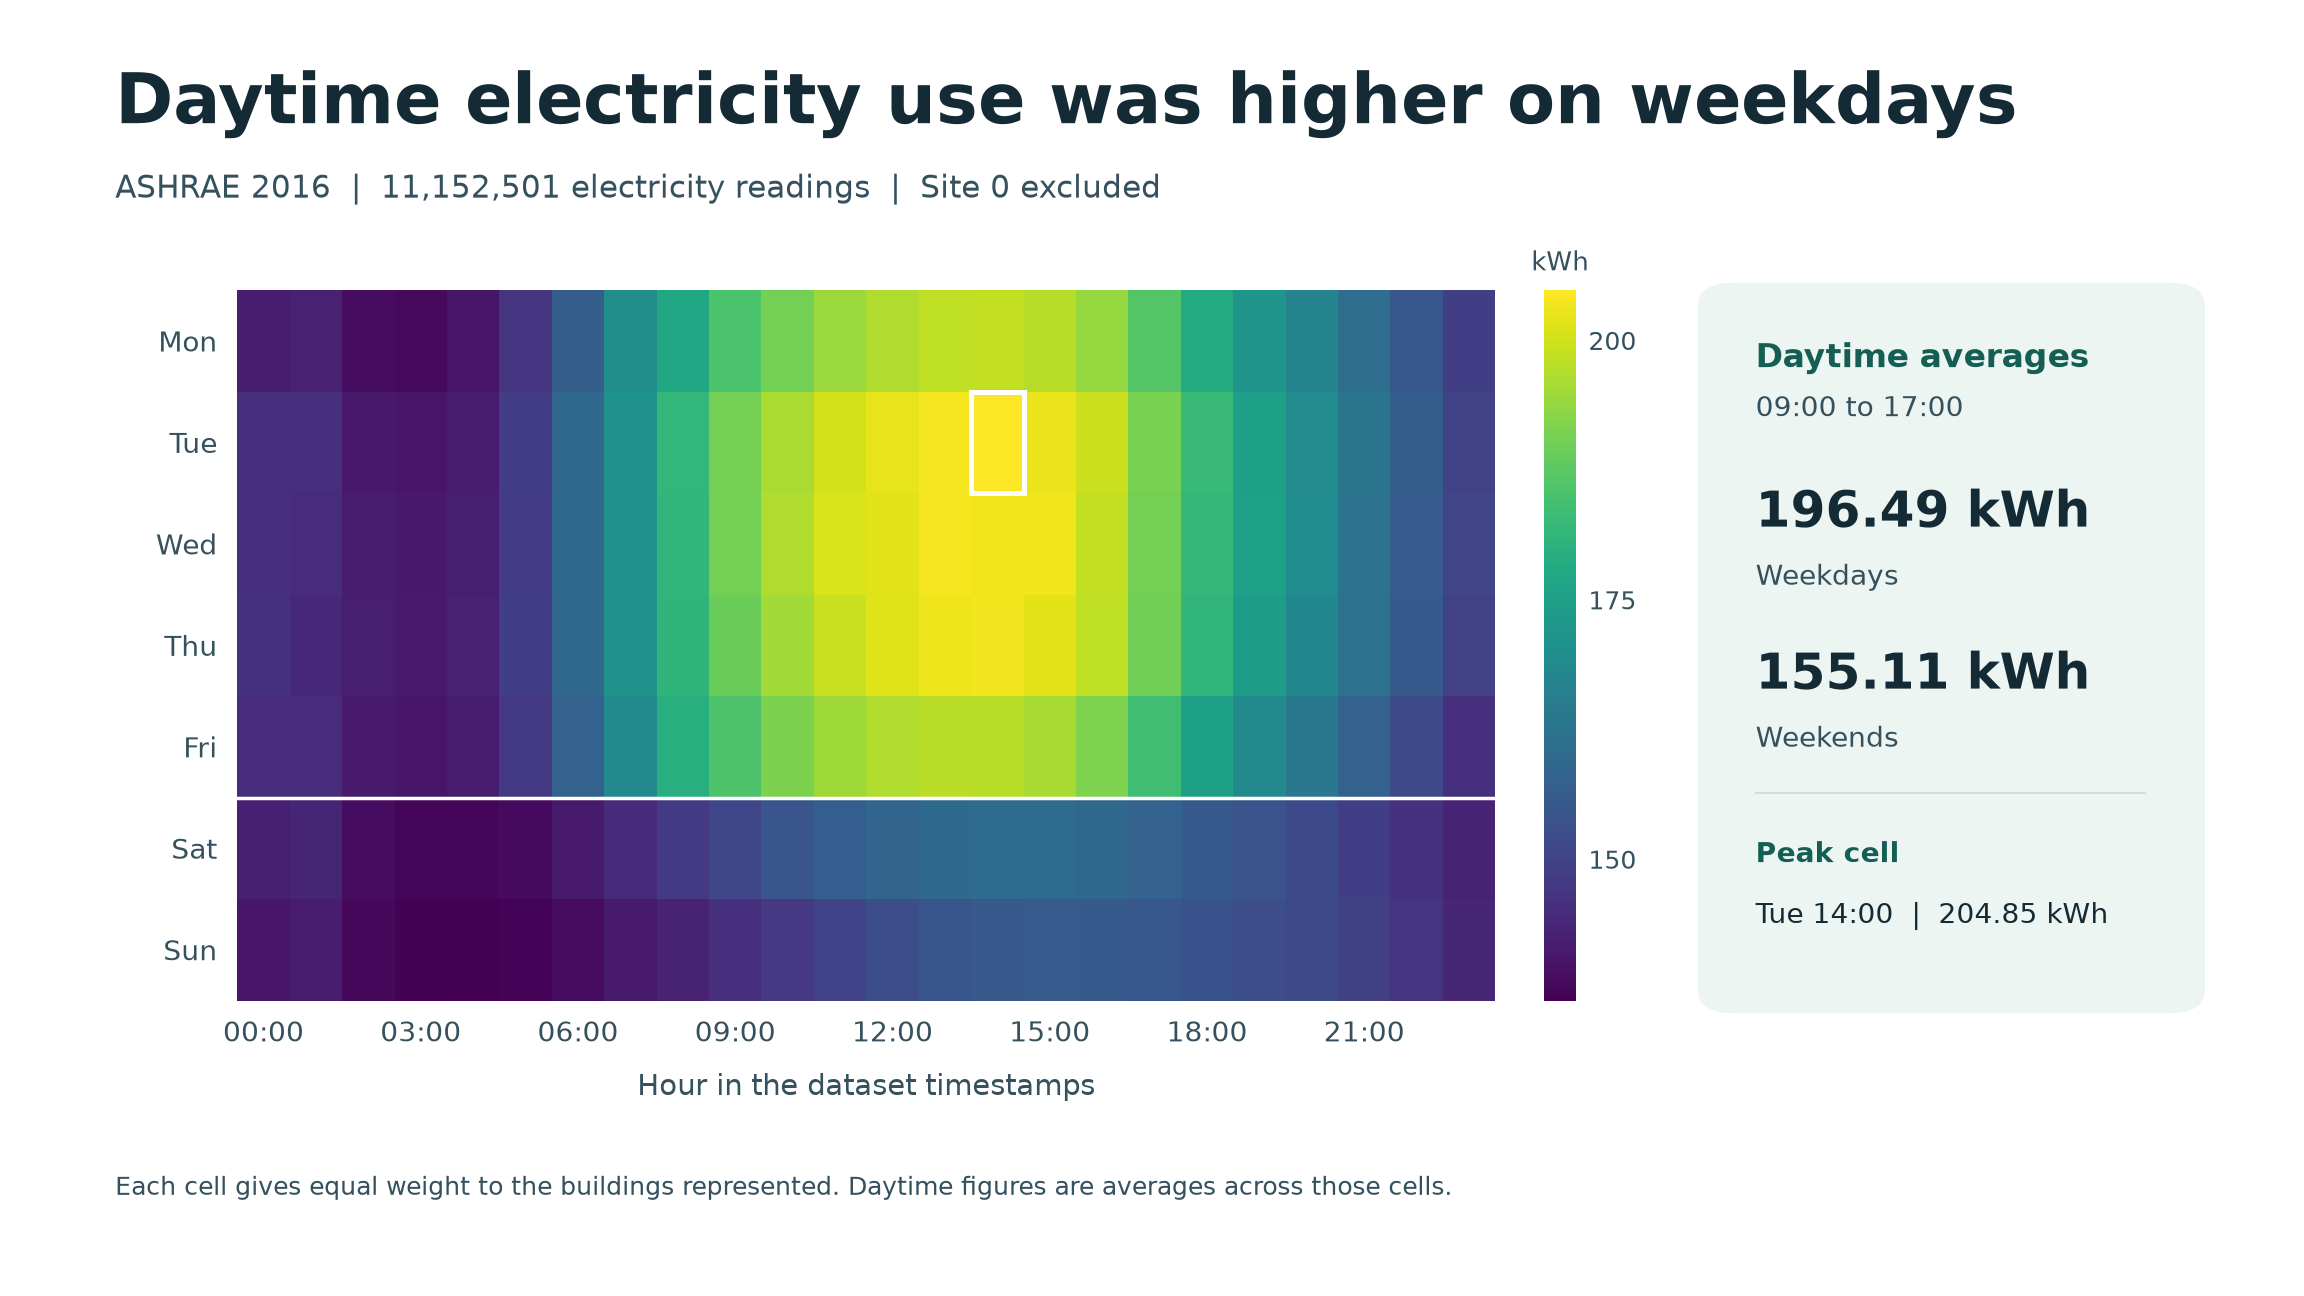 Daytime electricity use was higher on weekdays
ASHRAE 2016 | 11,152,501 electricity readings | Site 0 excluded
kWh
200
175
150
Mon
Tue
Wed
Thu
Fri
Sat
Sun
00:00 03:00 06:00 09:00 12:00 15:00 18:00 21:00
Hour in the dataset timestamps
Daytime averages
09:00 to 17:00
196.49 kWh
Weekdays
155.11 kWh
Weekends
Peak cell
Tue 14:00 | 204.85 kWh
Each cell gives equal weight to the buildings represented. Daytime figures are averages across those cells.